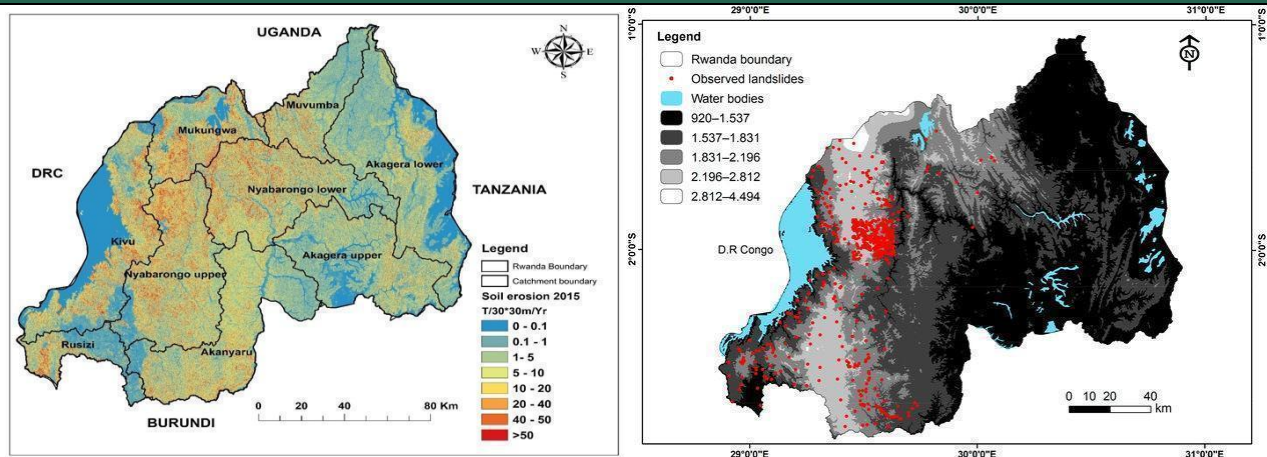 UGANDA
N
W
E
S
Muvumba
Mukungwa
Akagera lower
DRC
TANZANIA
Nyabarongo lower
Kivu
Akagera upper
Nyabarongo upper
Rusizi
Akanyaru
BURUNDI
0 20 40 80 Km
Legend
Rwanda Boundary
Catchment boundary
Soil erosion 2015
T/30*30m/Yr
0 - 0.1
0.1 - 1
1- 5
5 - 10
10 - 20
20 - 40
40 - 50
>50
29°0'0"E 30°0'0"E 31°0'0"E
1°0'0"S
1°0'0"S
Legend
Rwanda boundary
Observed landslides
Water bodies
920–1.537
1.537–1.831
1.831–2.196
2.196–2.812
2.812–4.494
N
2°0'0"S
2°0'0"S
D.R Congo
0 10 20 40
km
29°0'0"E 30°0'0"E 31°0'0"E